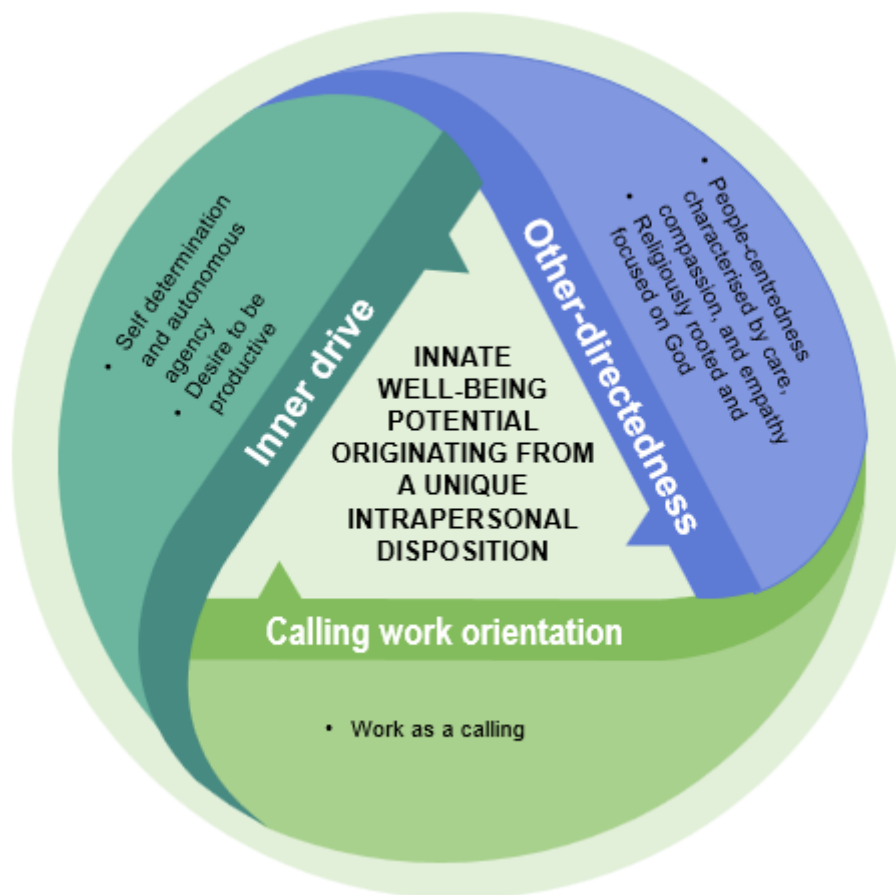 Inner drive
• Self determination
and autonomous
agency
• Desire to be
productive
Other-directedness
• People-centredness
characterised by care,
compassion, and empathy
• Religiously rooted and
focused on God
INNATE
WELL-BEING
POTENTIAL
ORIGINATING FROM
A UNIQUE
INTRAPERSONAL
DISPOSITION
Calling work orientation
• Work as a calling